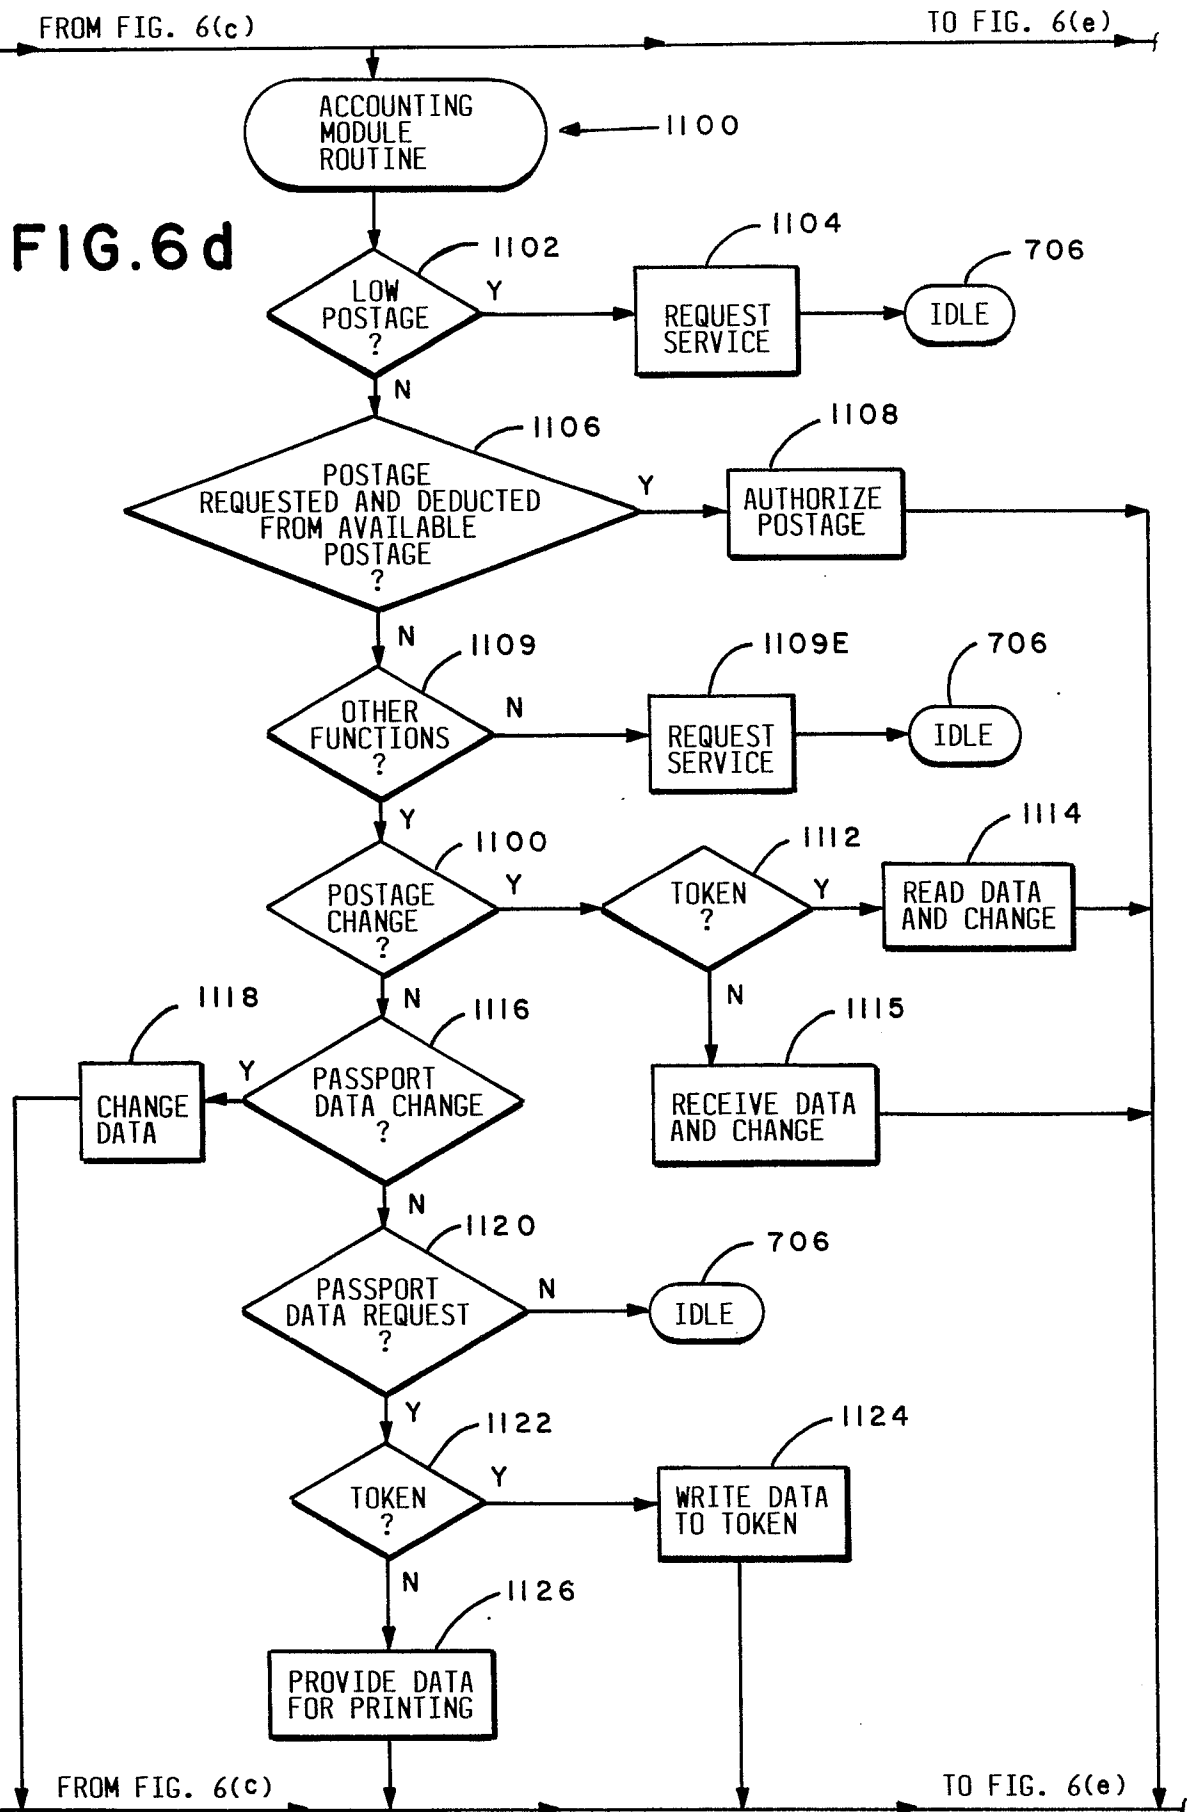 FROM FIG. 6(c)
TO FIG. 6(e)
ACCOUNTING
MODULE
ROUTINE
1100
FIG.6d
1102
LOW
POSTAGE
?
Y
N
1104
REQUEST
SERVICE
706
IDLE
1106
POSTAGE
REQUESTED AND DEDUCTED
FROM AVAILABLE
POSTAGE
?
Y
N
1108
AUTHORIZE
POSTAGE
1109
OTHER
FUNCTIONS
?
N
Y
1109E
REQUEST
SERVICE
706
IDLE
1100
POSTAGE
CHANGE
?
Y
N
1112
TOKEN
?
Y
N
1114
READ DATA
AND CHANGE
1115
RECEIVE DATA
AND CHANGE
1116
PASSPORT
DATA CHANGE
?
Y
N
1118
CHANGE
DATA
1120
PASSPORT
DATA REQUEST
?
N
Y
706
IDLE
1122
TOKEN
?
Y
N
1124
WRITE DATA
TO TOKEN
1126
PROVIDE DATA
FOR PRINTING
FROM FIG. 6(c)
TO FIG. 6(e)